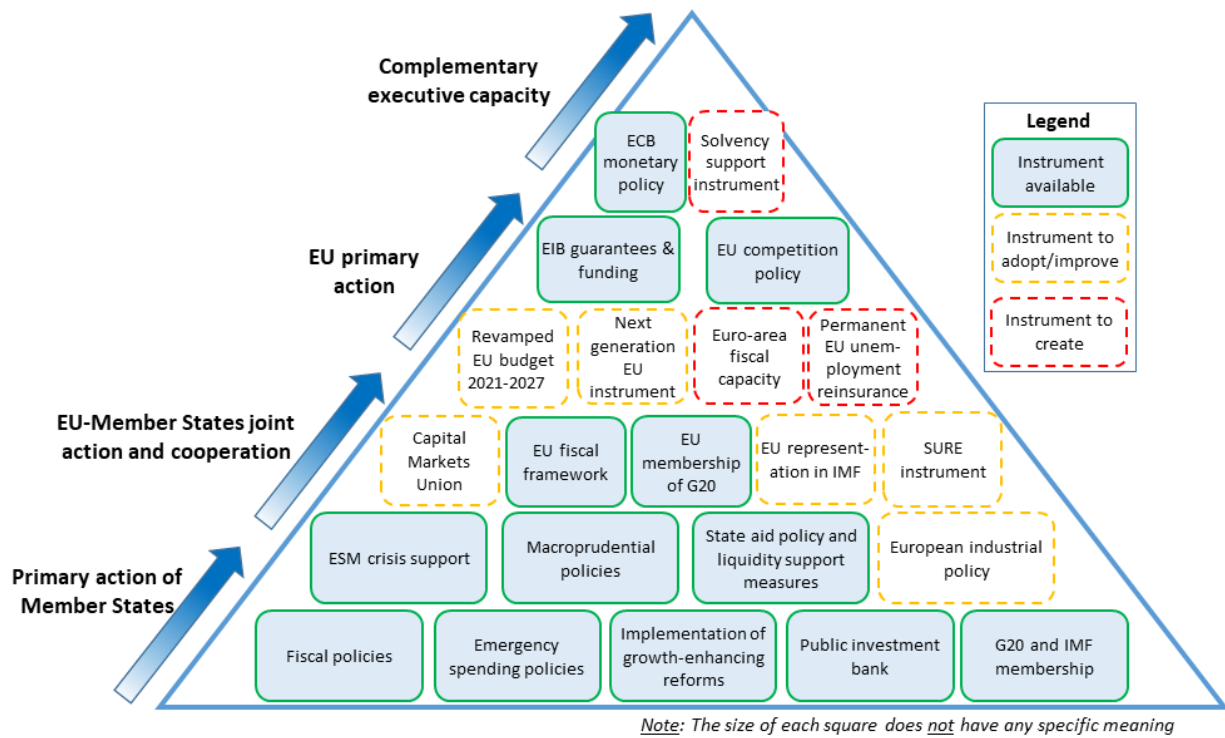 Complementary
executive capacity
EU primary
action
EU-Member States joint
action and cooperation
Primary action of
Member States
ECB
monetary
policy
Solvency
support
instrument
EIB guarantees &
funding
EU competition
policy
Revamped
EU budget
2021-2027
Next
generation
EU
instrument
Euro-area
fiscal
capacity
Permanent
EU unem-
ployment
reinsurance
Capital
Markets
Union
EU fiscal
framework
EU
membership
of G20
EU represent-
ation in IMF
SURE
instrument
ESM crisis support
Macroprudential
policies
State aid policy and
liquidity support
measures
European industrial
policy
Fiscal policies
Emergency
spending policies
Implementation of
growth-enhancing
reforms
Public investment
bank
G20 and IMF
membership
Legend
Instrument
available
Instrument to
adopt/improve
Instrument to
create
Note: The size of each square does not have any specific meaning